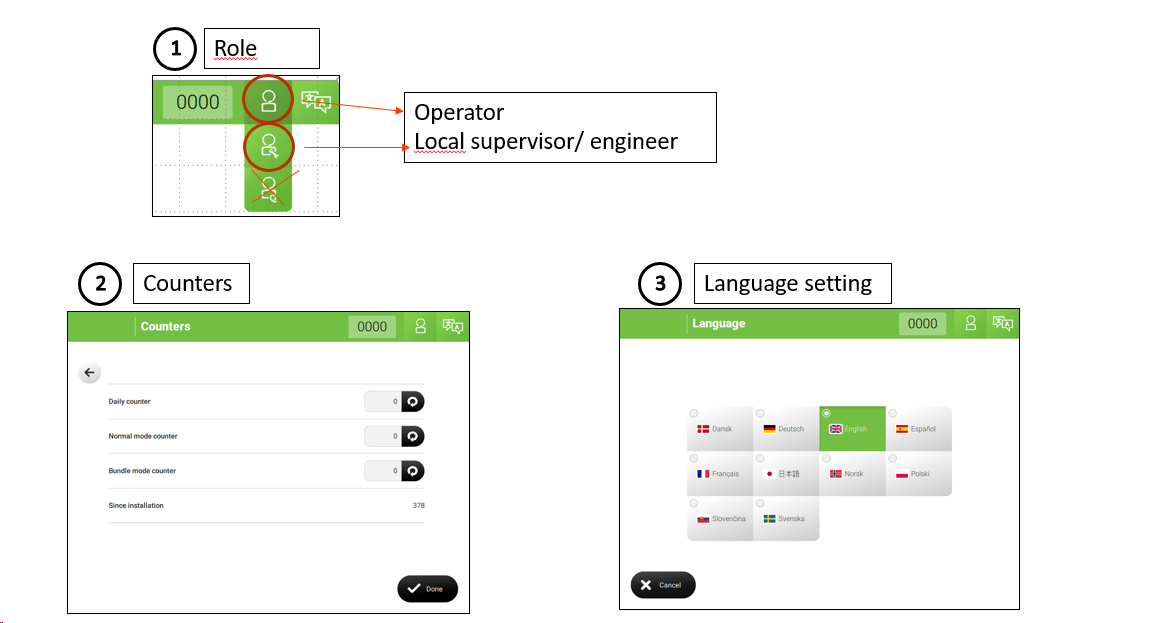 1
Role
0000
Operator
Local supervisor/ engineer
2
Counters
Counters
0000
Daily counter
0
Normal mode counter
0
Bundle mode counter
0
Since installation
378
Done
3
Language setting
Language
0000
Dansk
Deutsch
English
Español
Français
日本語
Norsk
Polski
Slovenčina
Svenska
Cancel